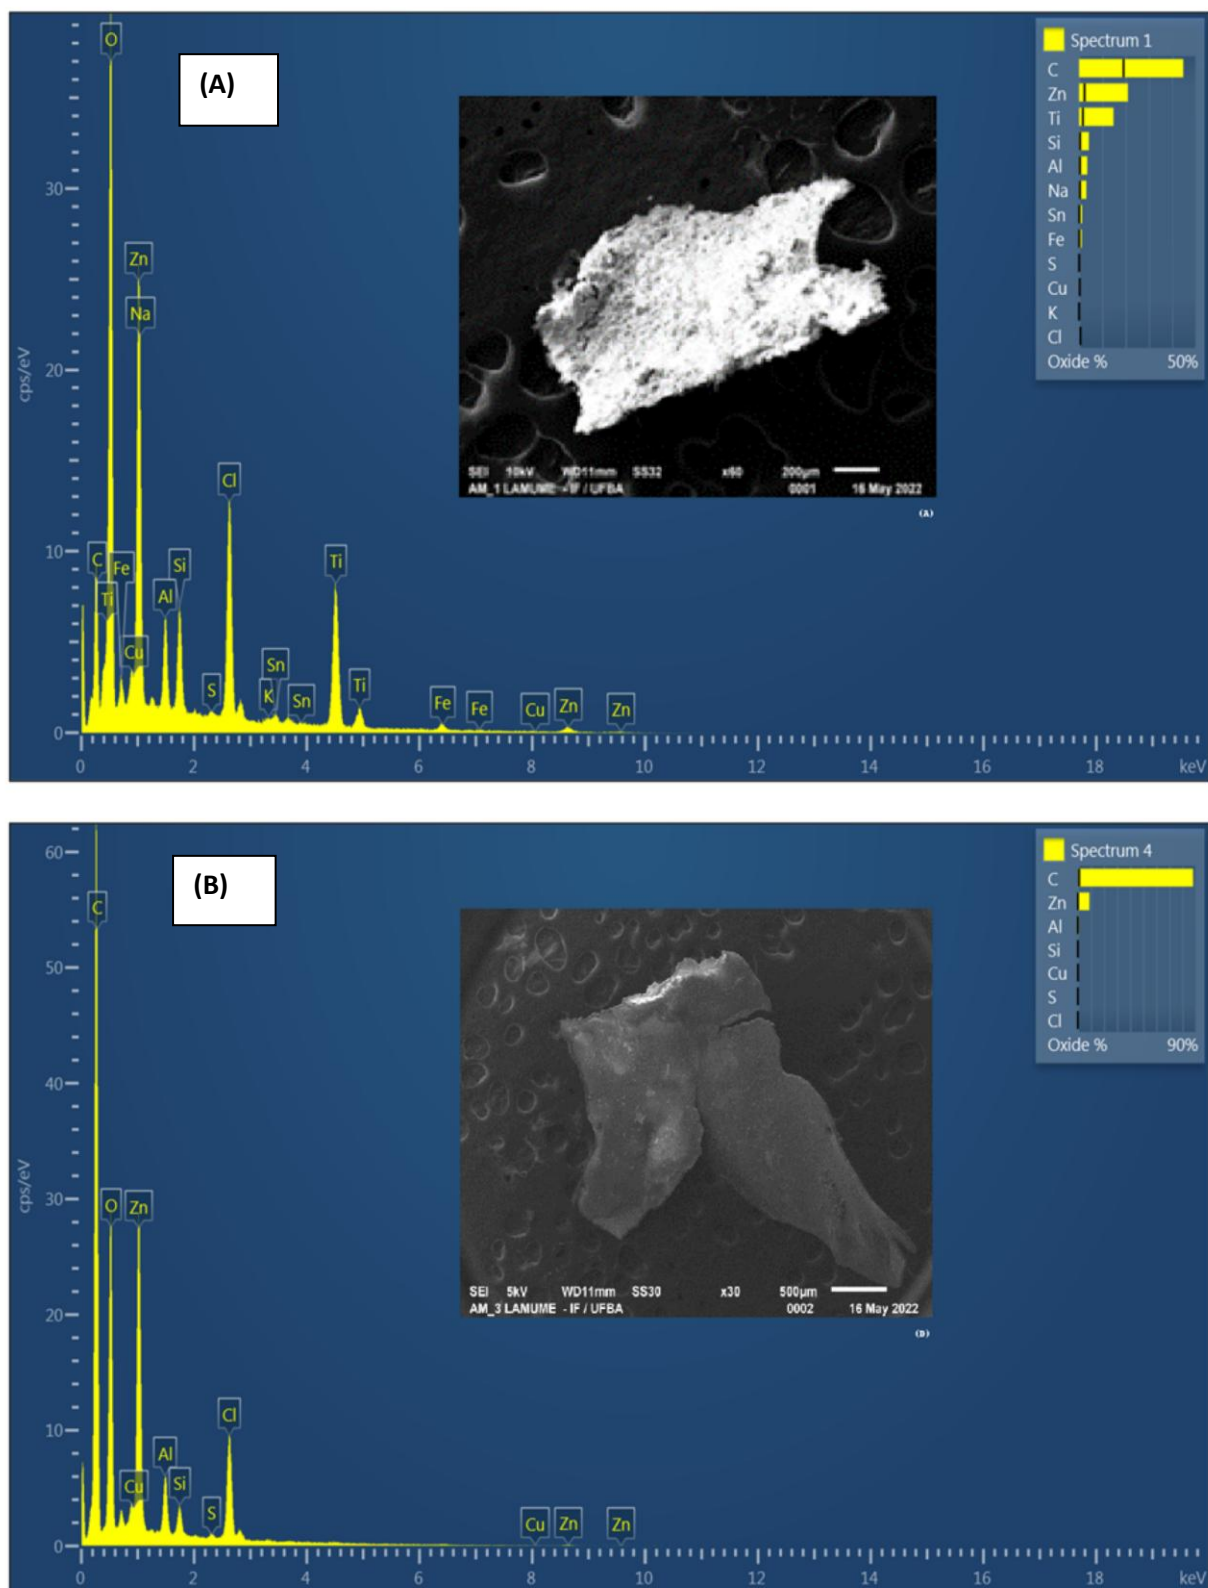 (A)
Spectrum 1
C
Zn
Ti
Si
Al
Na
Sn
Fe
S
Cu
K
Cl
Oxide % 50%
O
Zn
Na
Cl
C
Fe
Si
Ti
Al
Ti
Cu
S
Sn
K
Sn
Ti
Fe
Fe
Cu
Zn
Zn
cps/eV
30
20
10
0
0 2 4 6 8 10 12 14 16 18 keV
SEI 10kV WD11mm SS32 x60 200µm
AM_1 LAMUME - IF / UFBA 0001 16 May 2022
(A)
(B)
Spectrum 4
C
Zn
Al
Si
Cu
S
Cl
Oxide % 90%
C
O
Zn
Cl
Al
Cu
Si
S
Cu
Zn
Zn
cps/eV
60
50
40
30
20
10
0
0 2 4 6 8 10 12 14 16 18 keV
SEI 5kV WD11mm SS30 x30 500µm
AM_3 LAMUME - IF / UFBA 0002 16 May 2022